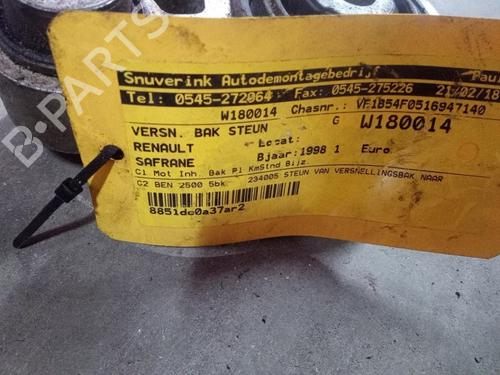 Snuverink Autodemontagebedrijf
Tel: 0545-272064 Fax: 0545-275226 21/02/18
W180014 Chasnr.: VF1B54F0516947140
VERSN. BAK STEUN G W180014
RENAULT Locat:
SAFRANE Bjaar:1998 1 Euro
Cl Mot Inh. Bak Pl KmStnd Bijz.
C2 BEN 2500 5bk 234005 STEUN VAN VERSNELLINGSBAK NAAR
8851dc0a37ar2
B-Parts